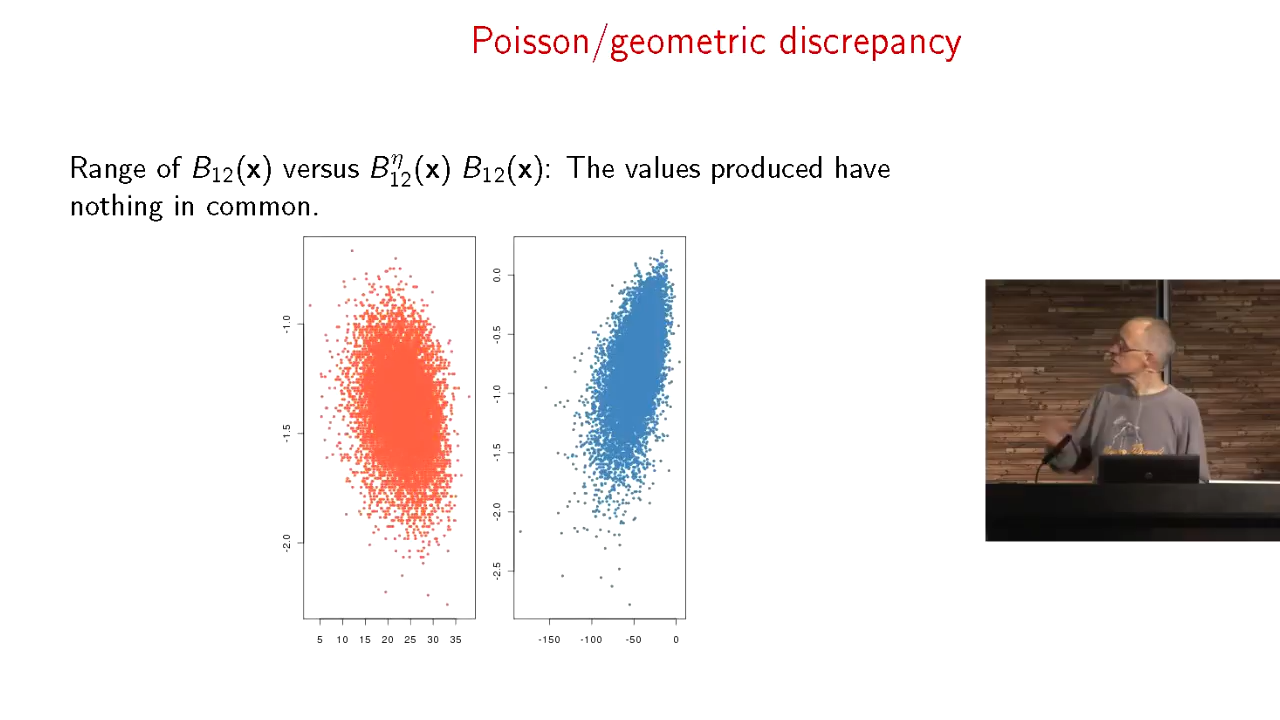 Poisson/geometric discrepancy
Range of B₁₂(x) versus B^η₁₂(x) B₁₂(x): The values produced have
nothing in common.
-1.0
-1.5
-2.0
5 10 15 20 25 30 35
0.0
-0.5
-1.0
-1.5
-2.0
-2.5
-150 -100 -50 0